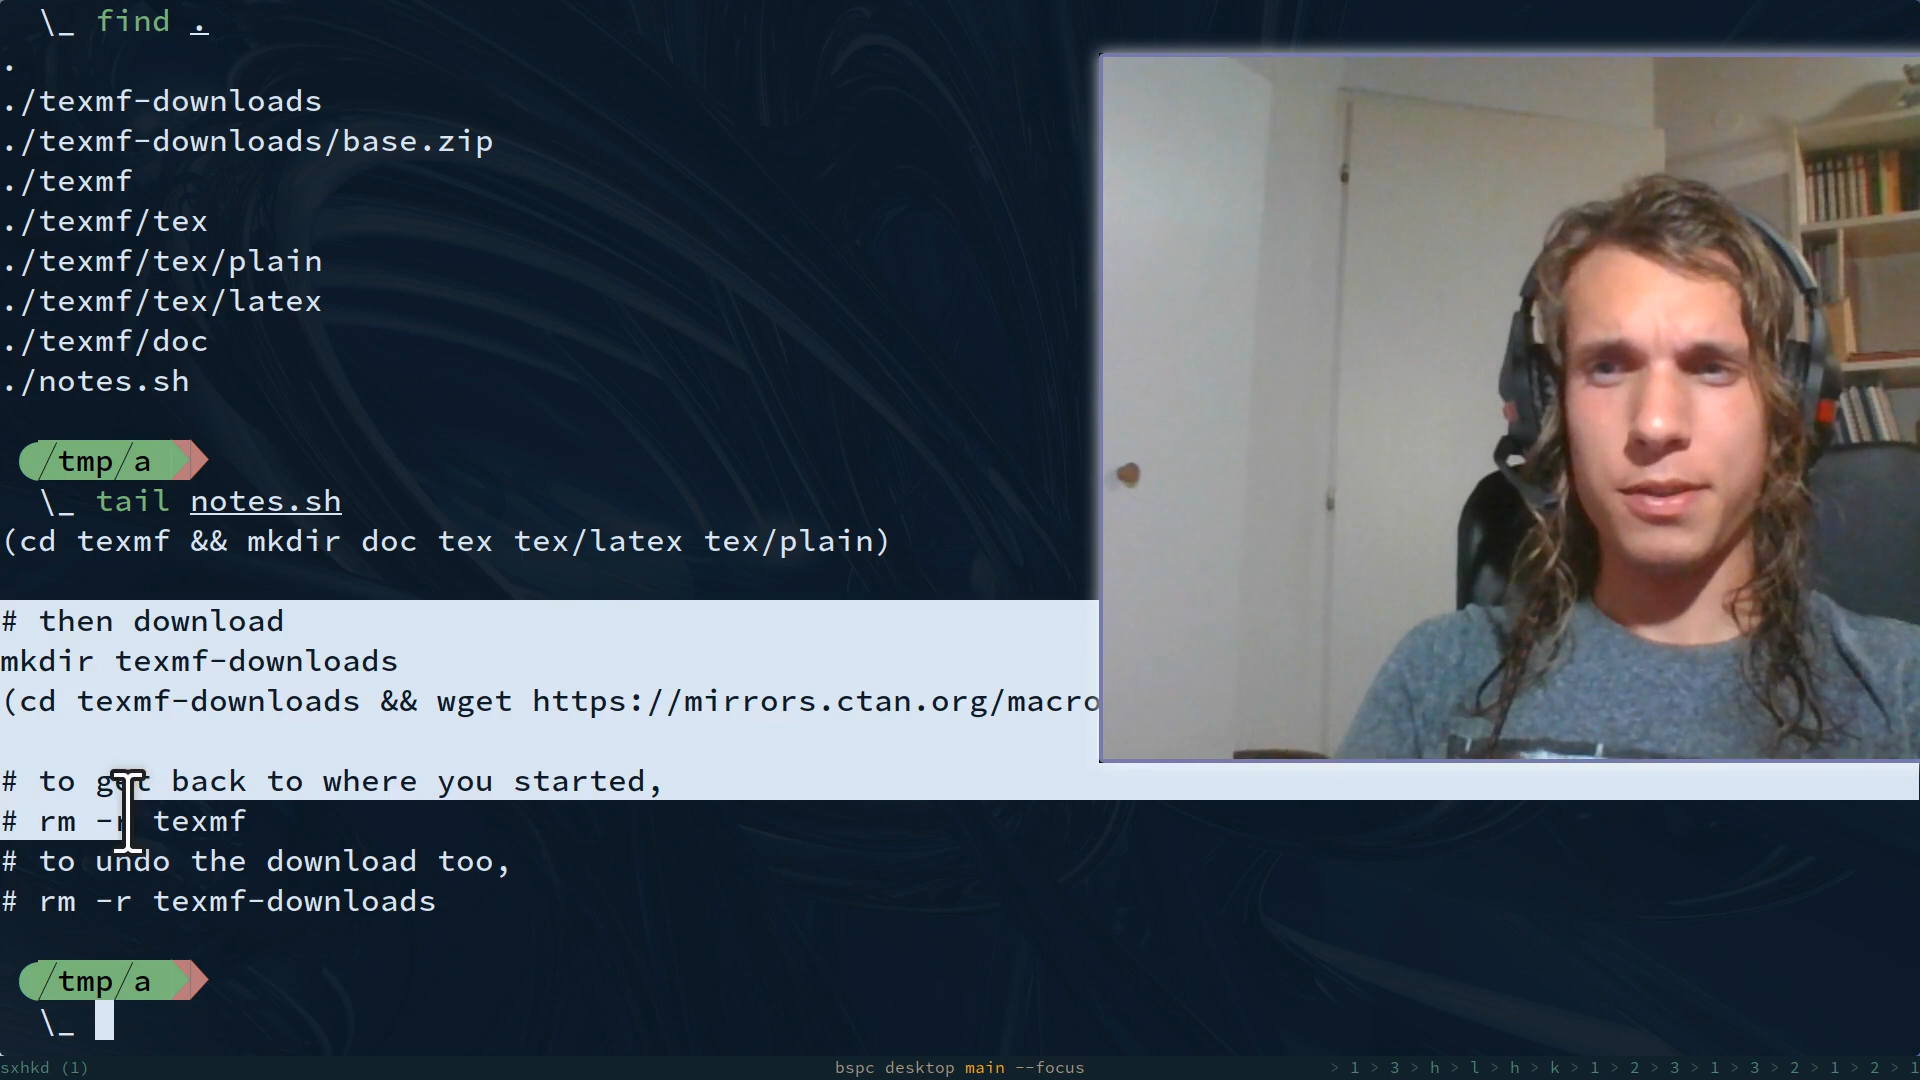 \_ find .
.
./texmf-downloads
./texmf-downloads/base.zip
./texmf
./texmf/tex
./texmf/tex/plain
./texmf/tex/latex
./texmf/doc
./notes.sh
/tmp/a
\_ tail notes.sh
(cd texmf && mkdir doc tex tex/latex tex/plain)
# then download
mkdir texmf-downloads
(cd texmf-downloads && wget https://mirrors.ctan.org/macro
# to get back to where you started,
# rm -r texmf
# to undo the download too,
# rm -r texmf-downloads
/tmp/a
\_
sxhkd (1) bspc desktop main --focus > 1 > 3 > h > l > h > k > 1 > 2 > 3 > 1 > 3 > 2 > 1 > 2 > 1